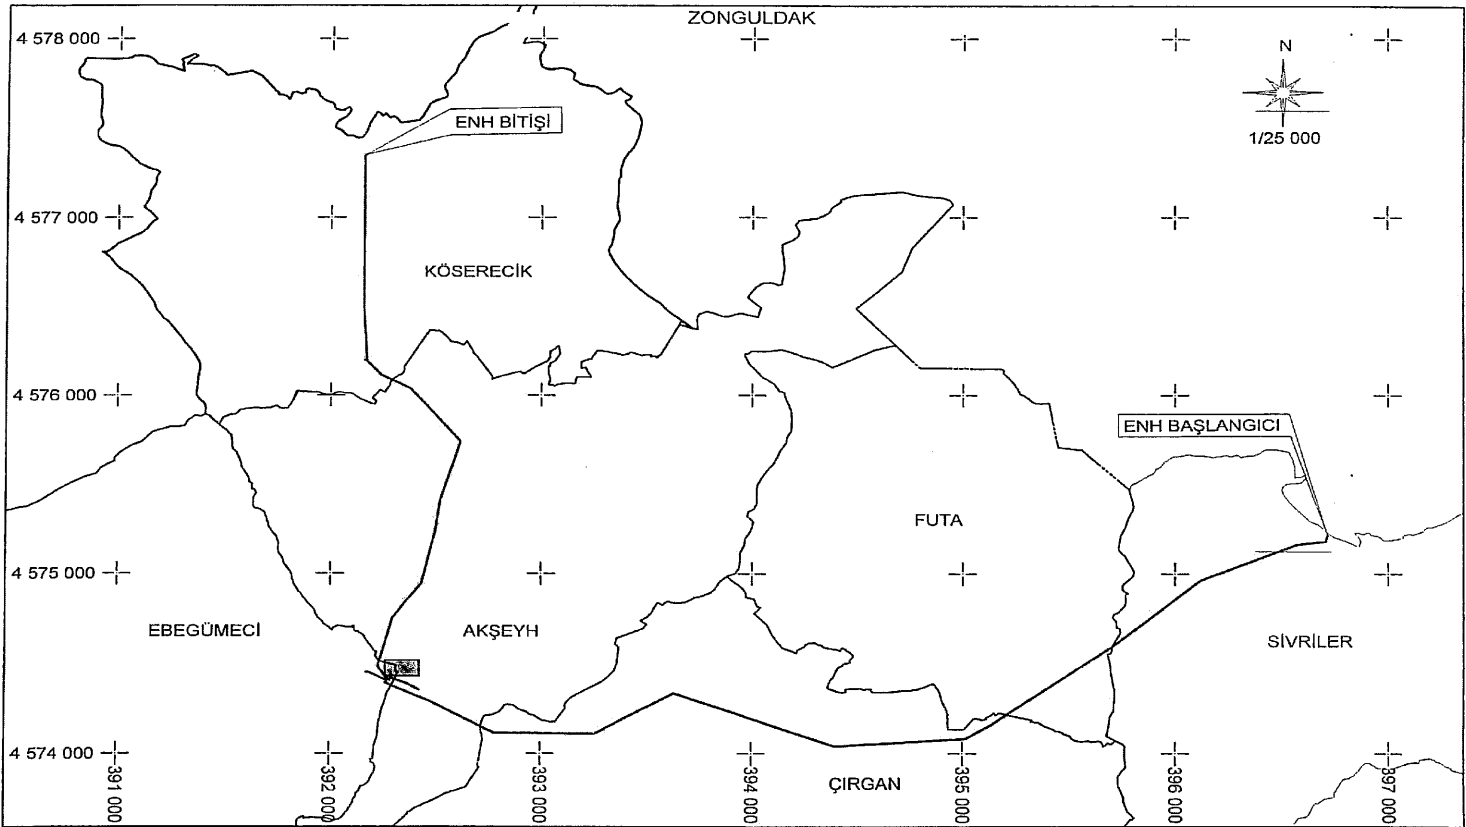 ZONGULDAK
4 578 000
N
1/25 000
ENH BİTİŞİ
4 577 000
KÖSERECİK
4 576 000
ENH BAŞLANGICI
FUTA
4 575 000
EBEGÜMECİ
AKŞEYH
SİVRİLER
4 574 000
ÇIRGAN
391 000
392 000
393 000
394 000
395 000
396 000
397 000